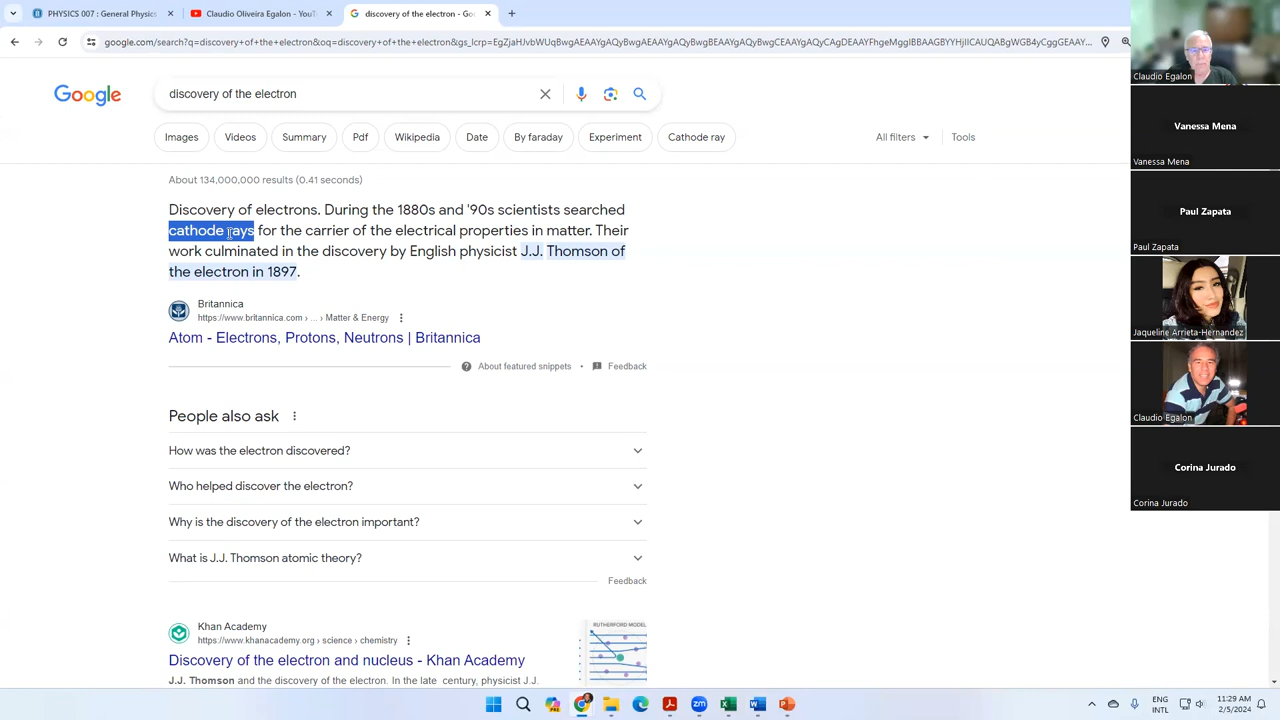 PHYSICS 007 : General Physics
Claudio Oliveira Egalon - YouT
discovery of the electron - Goo
google.com/search?q=discovery+of+the+electron&oq=discovery+of+the+electron&gs_lcrp=
Google
discovery of the electron
Images
Videos
Summary
Pdf
Wikipedia
Date
By faraday
Experiment
Cathode ray
All filters
Tools
About 134,000,000 results (0.41 seconds)
Discovery of electrons. During the 1880s and '90s scientists searched
cathode rays for the carrier of the electrical properties in matter. Their
work culminated in the discovery by English physicist J.J. Thomson of
the electron in 1897.
Britannica
https://www.britannica.com › ... › Matter & Energy
Atom - Electrons, Protons, Neutrons | Britannica
About featured snippets • Feedback
People also ask
How was the electron discovered?
Who helped discover the electron?
Why is the discovery of the electron important?
What is J.J. Thomson atomic theory?
Feedback
Khan Academy
https://www.khanacademy.org › science › chemistry
Discovery of the electron and nucleus - Khan Academy
J.J. Thomson and the discovery of the electron. In the late century, physicist J.J.
RUTHERFORD MODEL
Claudio Egalon
Vanessa Mena
Vanessa Mena
Paul Zapata
Paul Zapata
Jaqueline Arrieta-Hernandez
Claudio Egalon
Corina Jurado
Corina Jurado
zm
ENG
INTL
11:29 AM
2/5/2024